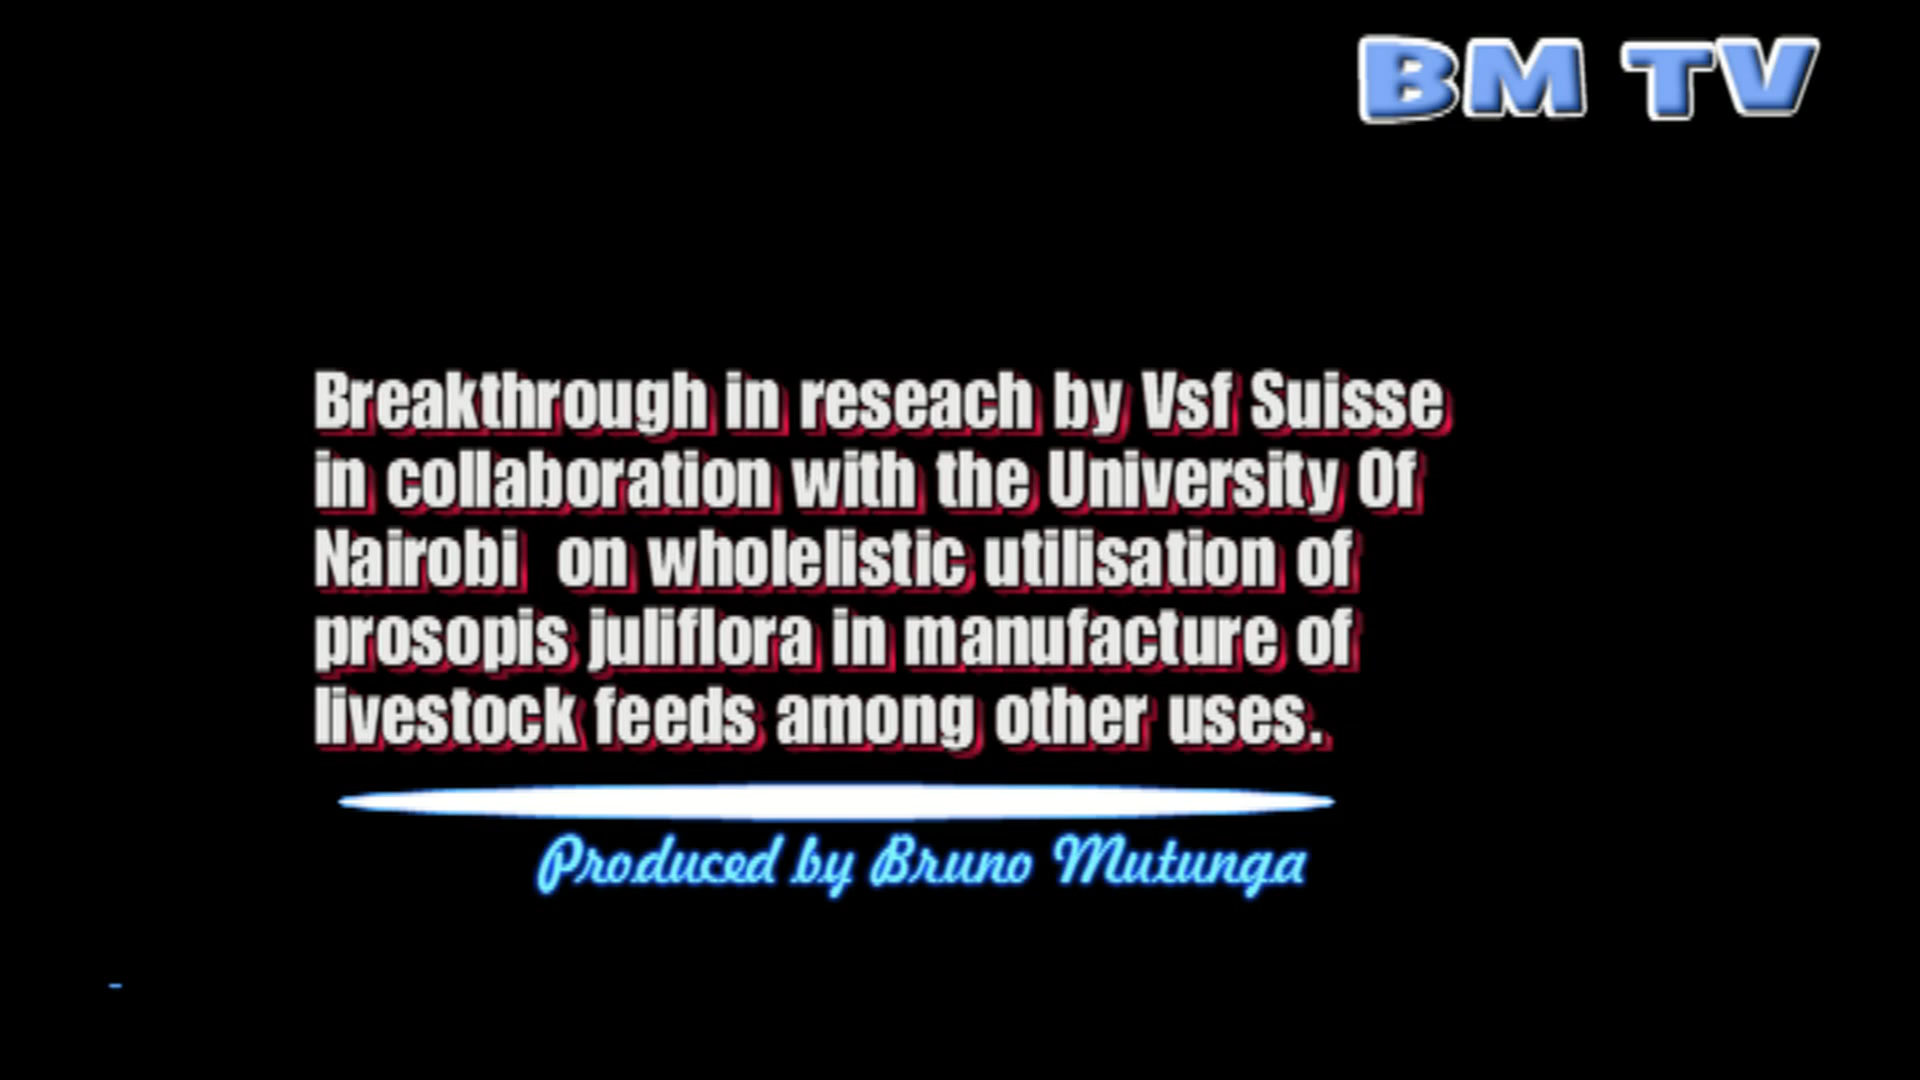 BM TV
Breakthrough in reseach by Vsf Suisse
in collaboration with the University Of
Nairobi  on wholelistic utilisation of
prosopis juliflora in manufacture of
livestock feeds among other uses.
Produced by Bruno Mutunga
-